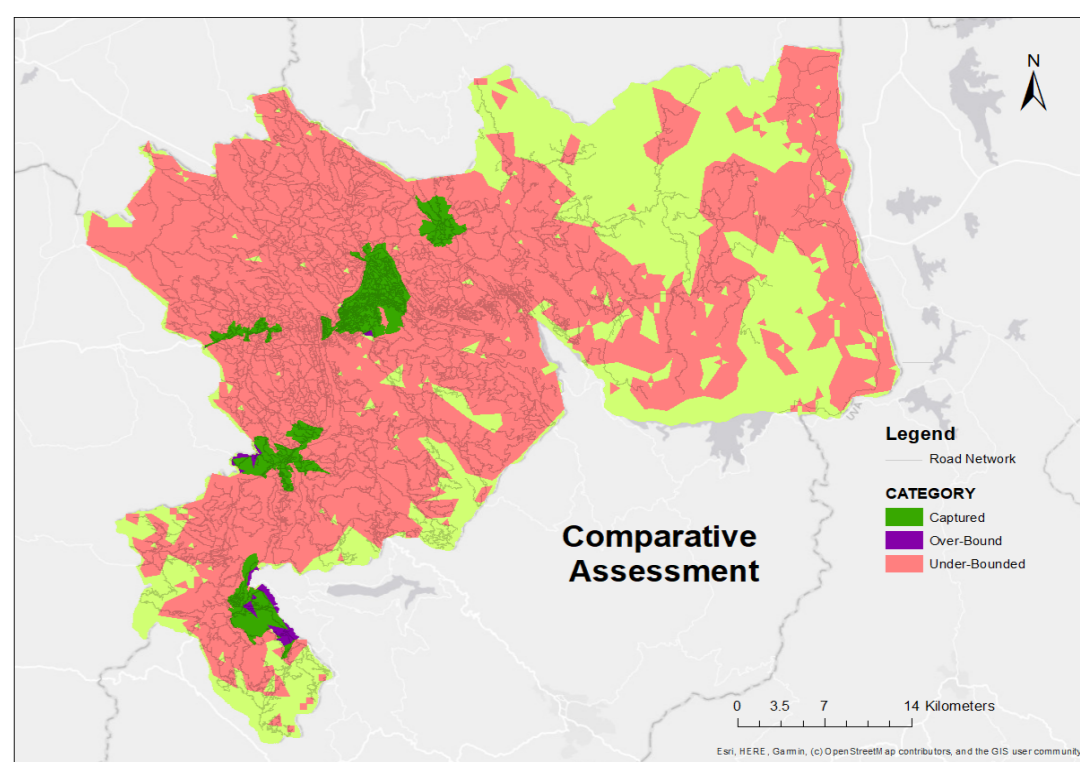 N
UVA
Legend
Road Network
CATEGORY
Captured
Over-Bound
Under-Bounded
Comparative
Assessment
0 3.5 7 14 Kilometers
Esri, HERE, Garmin, (c) OpenStreetMap contributors, and the GIS user community